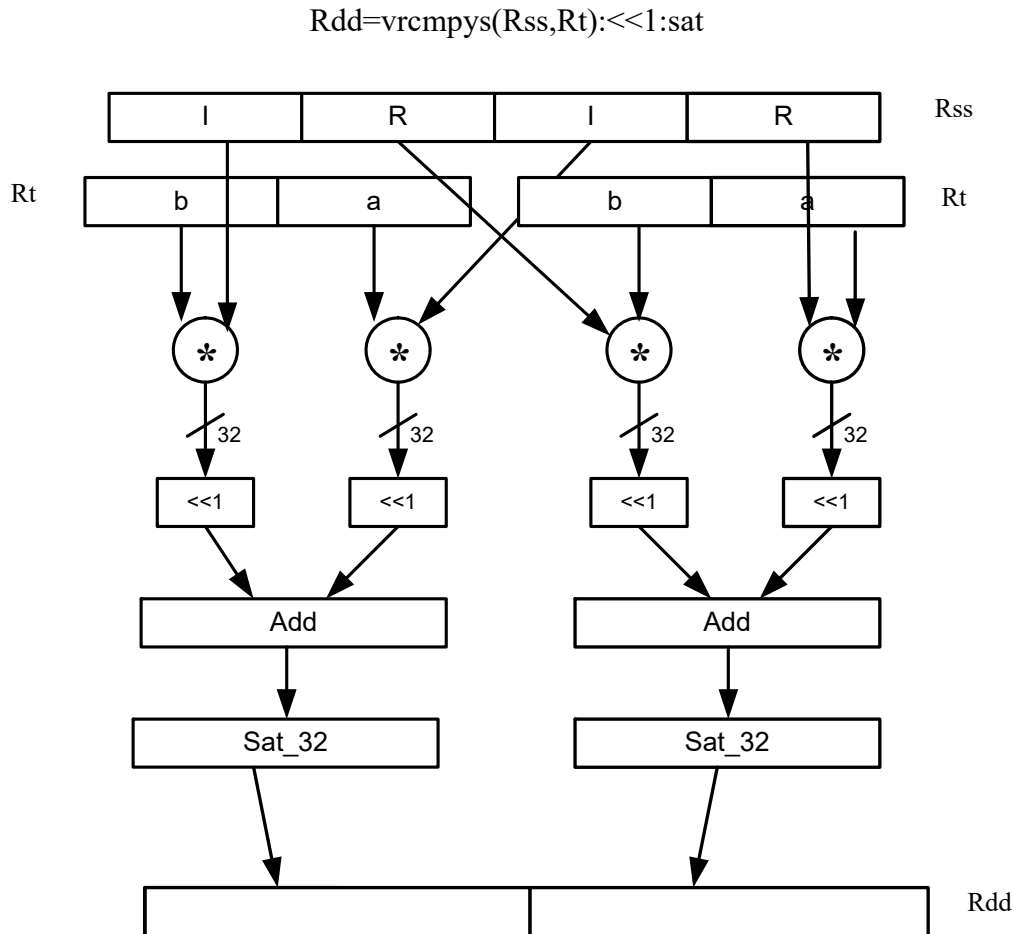 Rdd=vrcmpys(Rss,Rt):<<1:sat
I R I R Rss
Rt b a b a Rt
* * * *
32 32 32 32
<<1 <<1 <<1 <<1
Add Add
Sat_32 Sat_32
Rdd